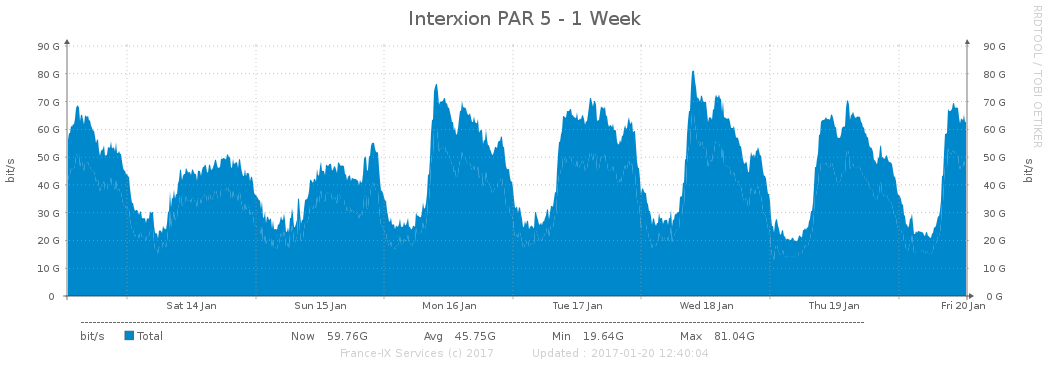 Interxion PAR 5 - 1 Week
RRDTOOL / TOBI OETIKER
bit/s
90 G
80 G
70 G
60 G
50 G
40 G
30 G
20 G
10 G
0
90 G
80 G
70 G
60 G
50 G
40 G
30 G
20 G
10 G
0 G
bit/s
Sat 14 Jan Sun 15 Jan Mon 16 Jan Tue 17 Jan Wed 18 Jan Thu 19 Jan Fri 20 Jan
bit/s Total Now 59.76G Avg 45.75G Min 19.64G Max 81.04G
France-IX Services (c) 2017 Updated : 2017-01-20 12:40:04